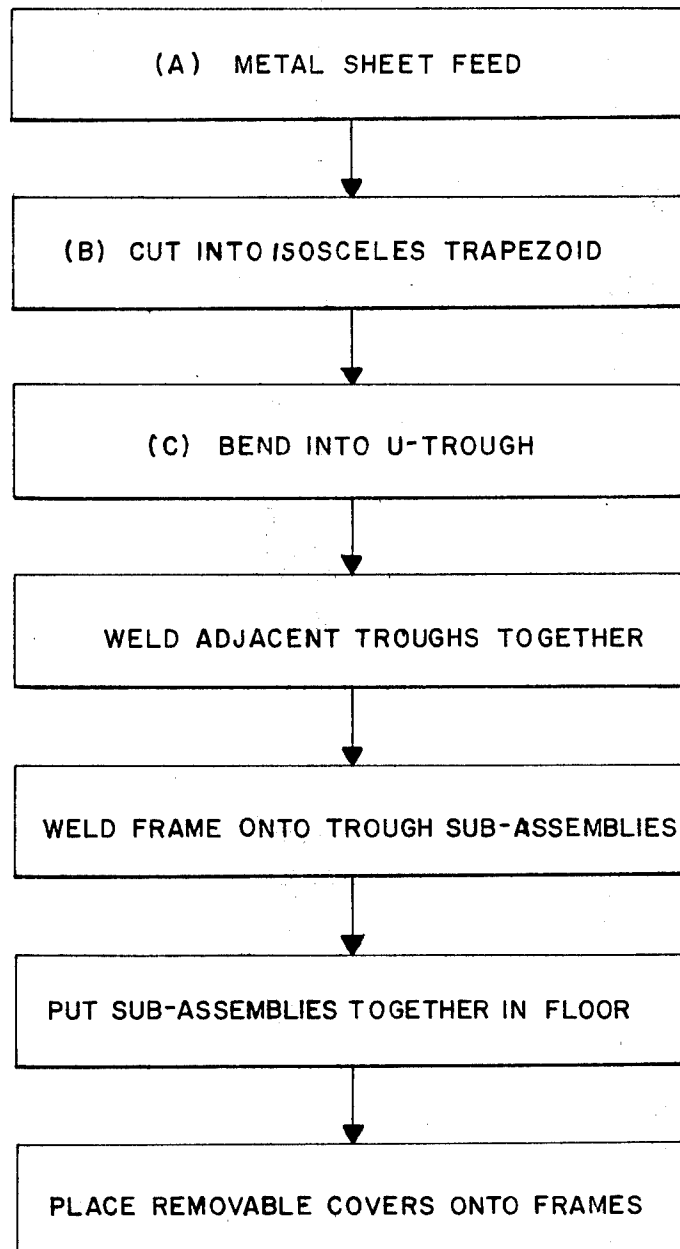 (A) METAL SHEET FEED
(B) CUT INTO ISOSCELES TRAPEZOID
(C) BEND INTO U-TROUGH
WELD ADJACENT TROUGHS TOGETHER
WELD FRAME ONTO TROUGH SUB-ASSEMBLIES
PUT SUB-ASSEMBLIES TOGETHER IN FLOOR
PLACE REMOVABLE COVERS ONTO FRAMES